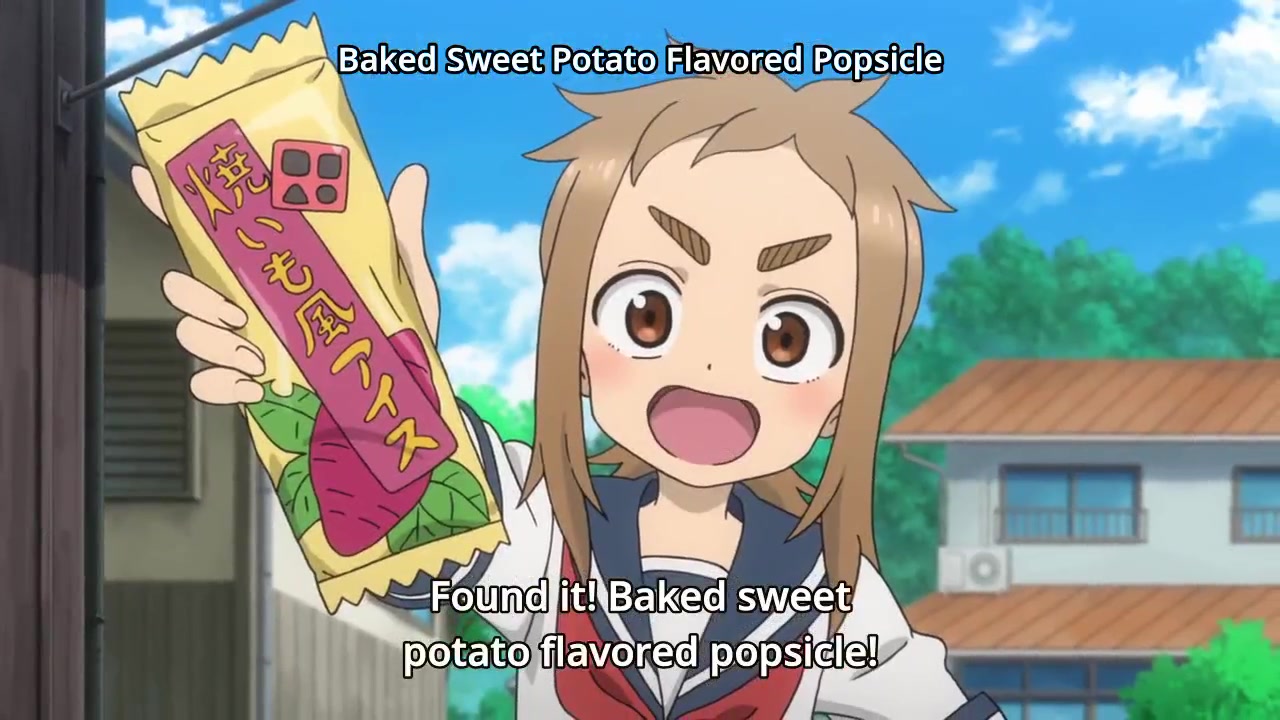 Baked Sweet Potato Flavored Popsicle
焼いも風アイス
Found it! Baked sweet
potato flavored popsicle!